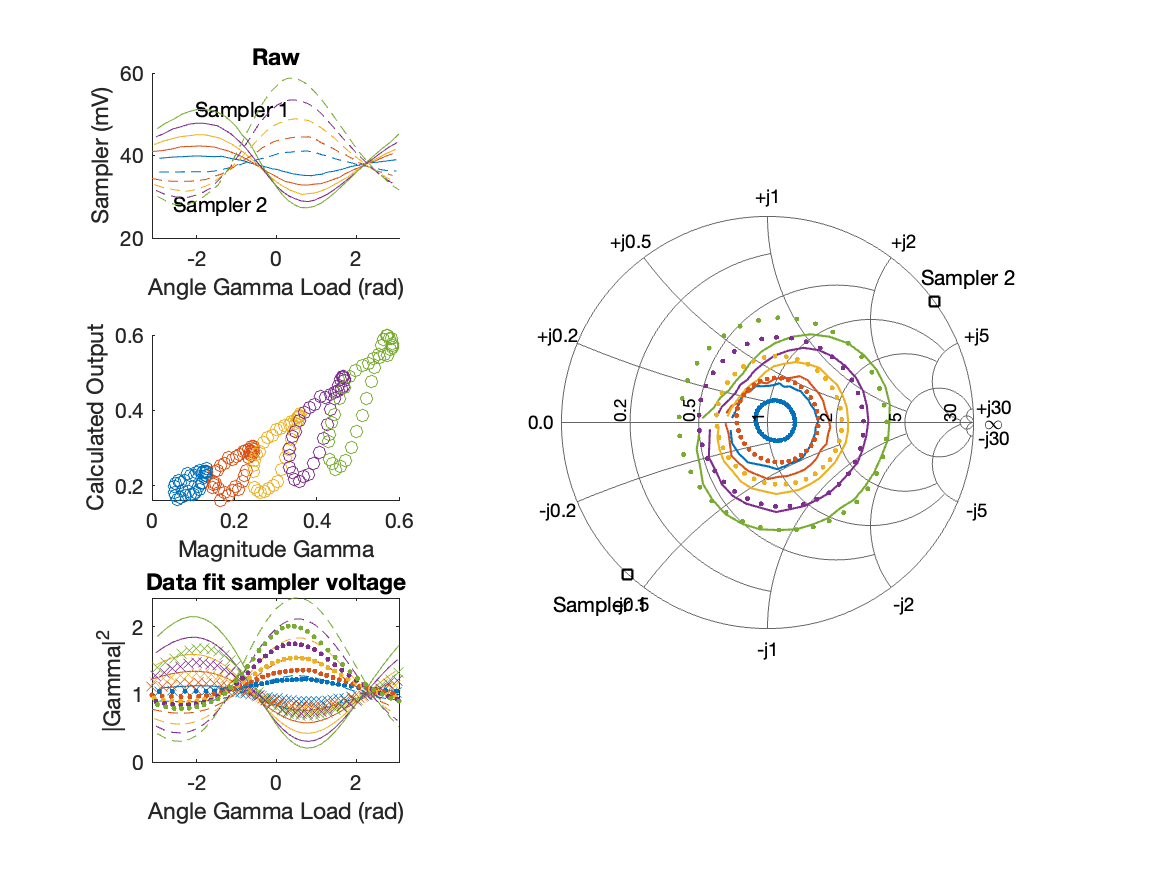 Raw
60
40
20
Sampler (mV)
Sampler 1
Sampler 2
-2
0
2
Angle Gamma Load (rad)
0.6
0.4
0.2
Calculated Output
0
0.2
0.4
0.6
Magnitude Gamma
Data fit sampler voltage
2
1
0
|Gamma|²
-2
0
2
Angle Gamma Load (rad)
+j1
+j0.5
+j2
Sampler 2
+j0.2
+j5
0.0
0.2
0.5
1
2
5
30
+j30
∞
-j30
-j0.2
-j5
Sampler 1
-j0.5
-j2
-j1